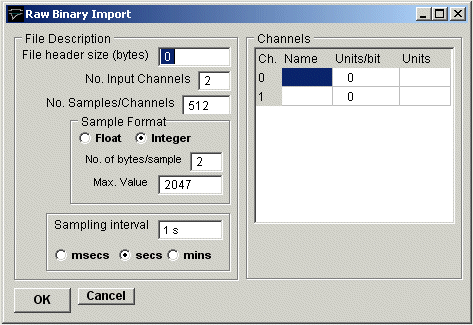 Raw Binary Import
File Description
File header size (bytes) 0
No. Input Channels 2
No. Samples/Channels 512
Sample Format
Float Integer
No. of bytes/sample 2
Max. Value 2047
Sampling interval 1 s
msecs secs mins
OK Cancel
Channels
Ch. Name Units/bit Units
0 0
1 0